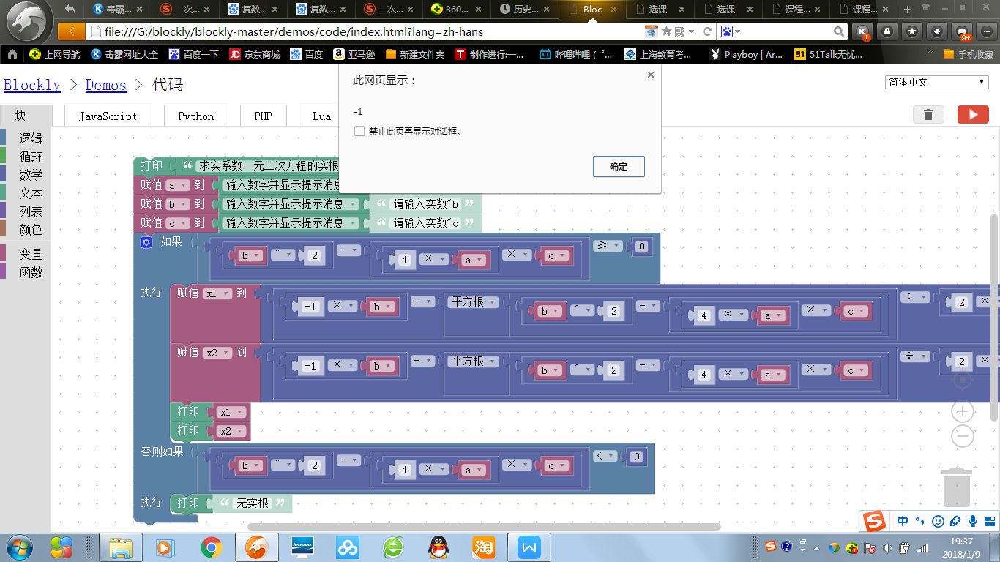 毒霸...
二次...
复数...
复数...
二次...
360...
历史...
Bloc
选课
选课
课程...
课程...
file:///G:/blockly/blockly-master/demos/code/index.html?lang=zh-hans
译
9+
上网导航
毒霸网址大全
百度一下
JD 京东商城
百度
亚马逊
新建文件夹
T 制作进行:一...
哔哩哔哩 ( ゜...
上海教育考...
Playboy | Ar...
51 51Talk无忧...
手机收藏
Blockly > Demos > 代码
简体中文
此网页显示：
-1
禁止此页再显示对话框。
确定
块
JavaScript
Python
PHP
Lua
逻辑
循环
数学
文本
列表
颜色
变量
函数
打印 “ 求实系数一元二次方程的实根
赋值 a 到 输入数字并显示提示消息
赋值 b 到 输入数字并显示提示消息 “ 请输入实数"b ”
赋值 c 到 输入数字并显示提示消息 “ 请输入实数"c ”
如果 b ^ 2 - 4 × a × c ≥ 0
执行 赋值 x1 到 -1 × b + 平方根 b ^ 2 - 4 × a × c ÷ 2 ×
赋值 x2 到 -1 × b - 平方根 b ^ 2 - 4 × a × c ÷ 2 ×
打印 x1
打印 x2
否则如果 b ^ 2 - 4 × a × c < 0
执行 打印 “ 无实根 ”
中
lenovo
淘
19:37
2018/1/9